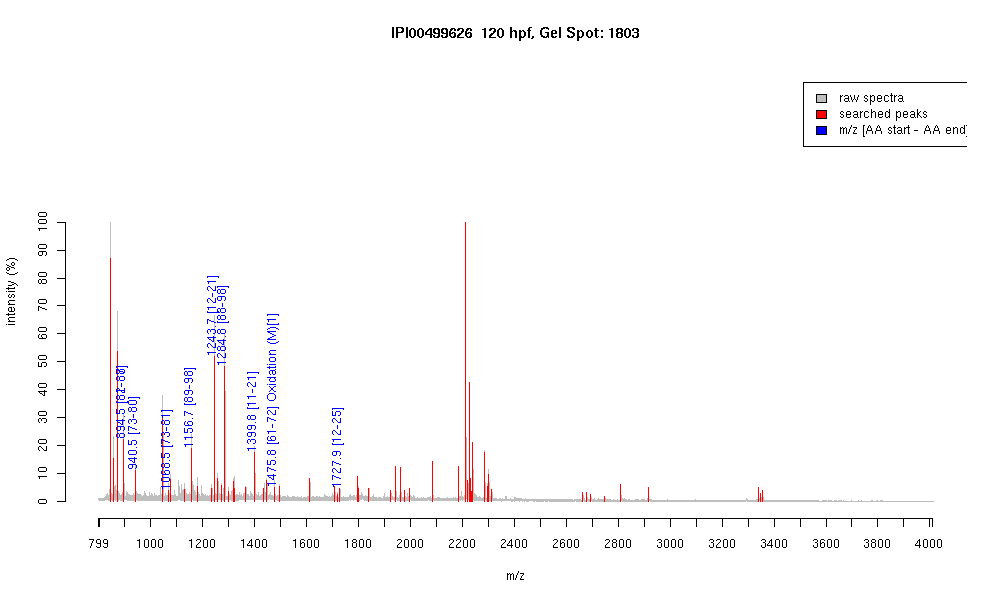 IPI00499626 120 hpf, Gel Spot: 1803
raw spectra
searched peaks
m/z [AA start - AA end]
intensity (%)
100
90
80
70
60
50
40
30
20
10
0
894.5 [82-88]
940.5 [73-80]
1068.5 [73-81]
1156.7 [89-98]
1243.7 [12-21]
1284.8 [88-98]
1399.8 [11-21]
1475.8 [61-72] Oxidation (M)[1]
1727.9 [12-25]
799 1000 1200 1400 1600 1800 2000 2200 2400 2600 2800 3000 3200 3400 3600 3800 4000
m/z